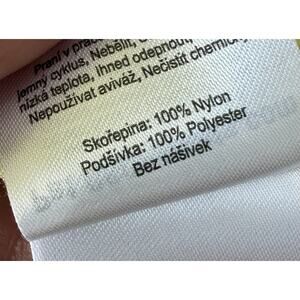 Praní v prač
jemný cyklus, Nebělit,
nízká teplota, Ihned odepnout,
Nepoužívat aviváž, Nečistit chemicky
Skořepina: 100% Nylon
Podšívka: 100% Polyester
Bez nášivek